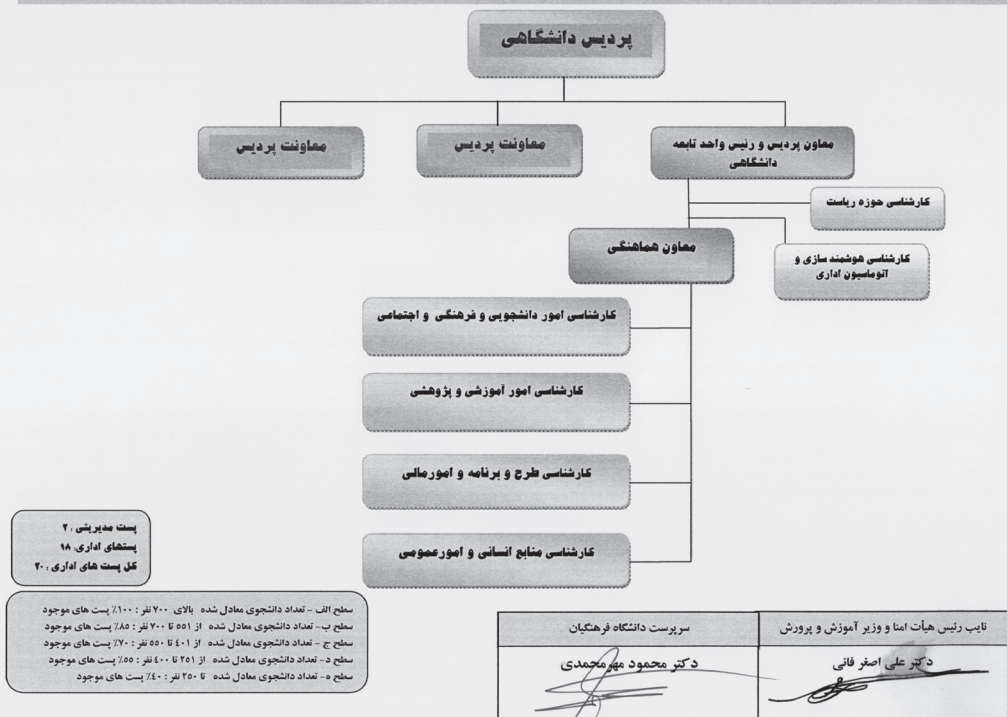 پردیس دانشگاهی
معاون پردیس و رئیس واحد تابعه
دانشگاهی
معاونت پردیس
معاونت پردیس
کارشناسی حوزه ریاست
کارشناسی هوشمند سازی و
اتوماسیون اداری
معاون هماهنگی
کارشناسی امور دانشجویی و فرهنگی و اجتماعی
کارشناسی امور آموزشی و پژوهشی
کارشناسی طرح و برنامه و امورمالی
کارشناسی منابع انسانی و امورعمومی
پست مدیریتی : ۲
پستهای اداری: ۱۸
کل پست های اداری : ۲۰
سطح الف - تعداد دانشجوی معادل شده بالای ۷۰۰ نفر : ۱۰۰٪ پست های موجود
سطح ب- تعداد دانشجوی معادل شده از ۵۵۱ تا ۷۰۰ نفر : ۸۵٪ پست های موجود
سطح ج - تعداد دانشجوی معادل شده از ۴۰۱ تا ۵۵۰ نفر : ۷۰٪ پست های موجود
سطح د- تعداد دانشجوی معادل شده از ۲۵۱ تا ۴۰۰ نفر : ۵۵٪ پست های موجود
سطح ه- تعداد دانشجوی معادل شده تا ۲۵۰ نفر : ۴۰٪ پست های موجود
نایب رئیس هیأت امنا و وزیر آموزش و پرورش
سرپرست دانشگاه فرهنگیان
دکتر علی اصغر فانی
دکتر محمود مهرمحمدی